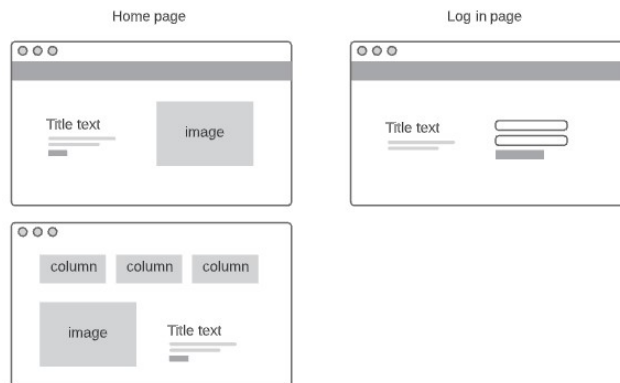 Home page
Title text
image
column column column
image
Title text
Log in page
Title text